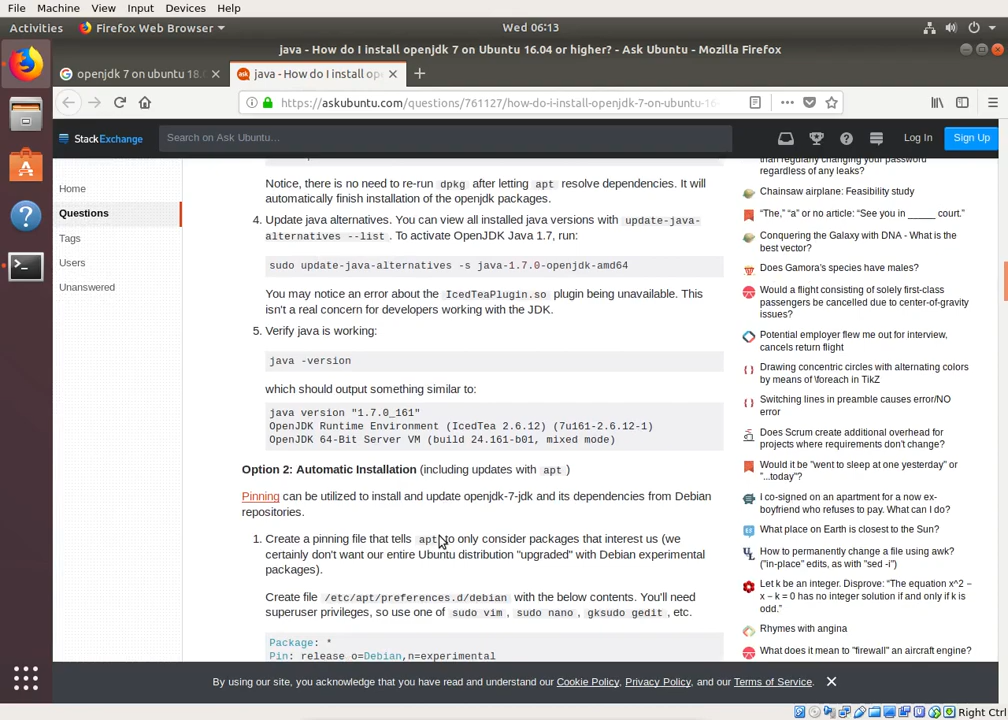 File Machine View Input Devices Help
Activities Firefox Web Browser Wed 06:13
java - How do I install openjdk 7 on Ubuntu 16.04 or higher? - Ask Ubuntu - Mozilla Firefox
openjdk 7 on ubuntu 18.
java - How do I install op
https://askubuntu.com/questions/761127/how-do-i-install-openjdk-7-on-ubuntu-16-
StackExchange
Search on Ask Ubuntu…
Log In
Sign Up
Home
Questions
Tags
Users
Unanswered
Notice, there is no need to re-run dpkg after letting apt resolve dependencies. It will
automatically finish installation of the openjdk packages.
4. Update java alternatives. You can view all installed java versions with update-java-
alternatives --list. To activate OpenJDK Java 1.7, run:
sudo update-java-alternatives -s java-1.7.0-openjdk-amd64
You may notice an error about the IcedTeaPlugin.so plugin being unavailable. This
isn't a real concern for developers working with the JDK.
5. Verify java is working:
java -version
which should output something similar to:
java version "1.7.0_161"
OpenJDK Runtime Environment (IcedTea 2.6.12) (7u161-2.6.12-1)
OpenJDK 64-Bit Server VM (build 24.161-b01, mixed mode)
Option 2: Automatic Installation (including updates with apt )
Pinning can be utilized to install and update openjdk-7-jdk and its dependencies from Debian
repositories.
1. Create a pinning file that tells apt to only consider packages that interest us (we
certainly don't want our entire Ubuntu distribution "upgraded" with Debian experimental
packages).
Create file /etc/apt/preferences.d/debian with the below contents. You'll need
superuser privileges, so use one of sudo vim, sudo nano, gksudo gedit, etc.
Package: *
Pin: release o=Debian,n=experimental
than regularly changing your password
regardless of any leaks?
Chainsaw airplane: Feasibility study
“The,” “a” or no article: “See you in _____ court.”
Conquering the Galaxy with DNA - What is the
best vector?
Does Gamora's species have males?
Would a flight consisting of solely first-class
passengers be cancelled due to center-of-gravity
issues?
Potential employer flew me out for interview,
cancels return flight
Drawing concentric circles with alternating colors
by means of \foreach in TikZ
Switching lines in preamble causes error/NO
error
Does Scrum create additional overhead for
projects where requirements don't change?
Would it be "went to sleep at one yesterday" or
"...today"?
I co-signed on an apartment for a now ex-
boyfriend who refuses to pay. What can I do?
What place on Earth is closest to the Sun?
How to permanently change a file using awk?
("in-place" edits, as with "sed -i")
Let k be an integer. Disprove: “The equation x^2 −
x − k = 0 has no integer solution if and only if k is
odd.”
Rhymes with angina
What does it mean to "firewall" an aircraft engine?
By using our site, you acknowledge that you have read and understand our Cookie Policy, Privacy Policy, and our Terms of Service.
Right Ctrl